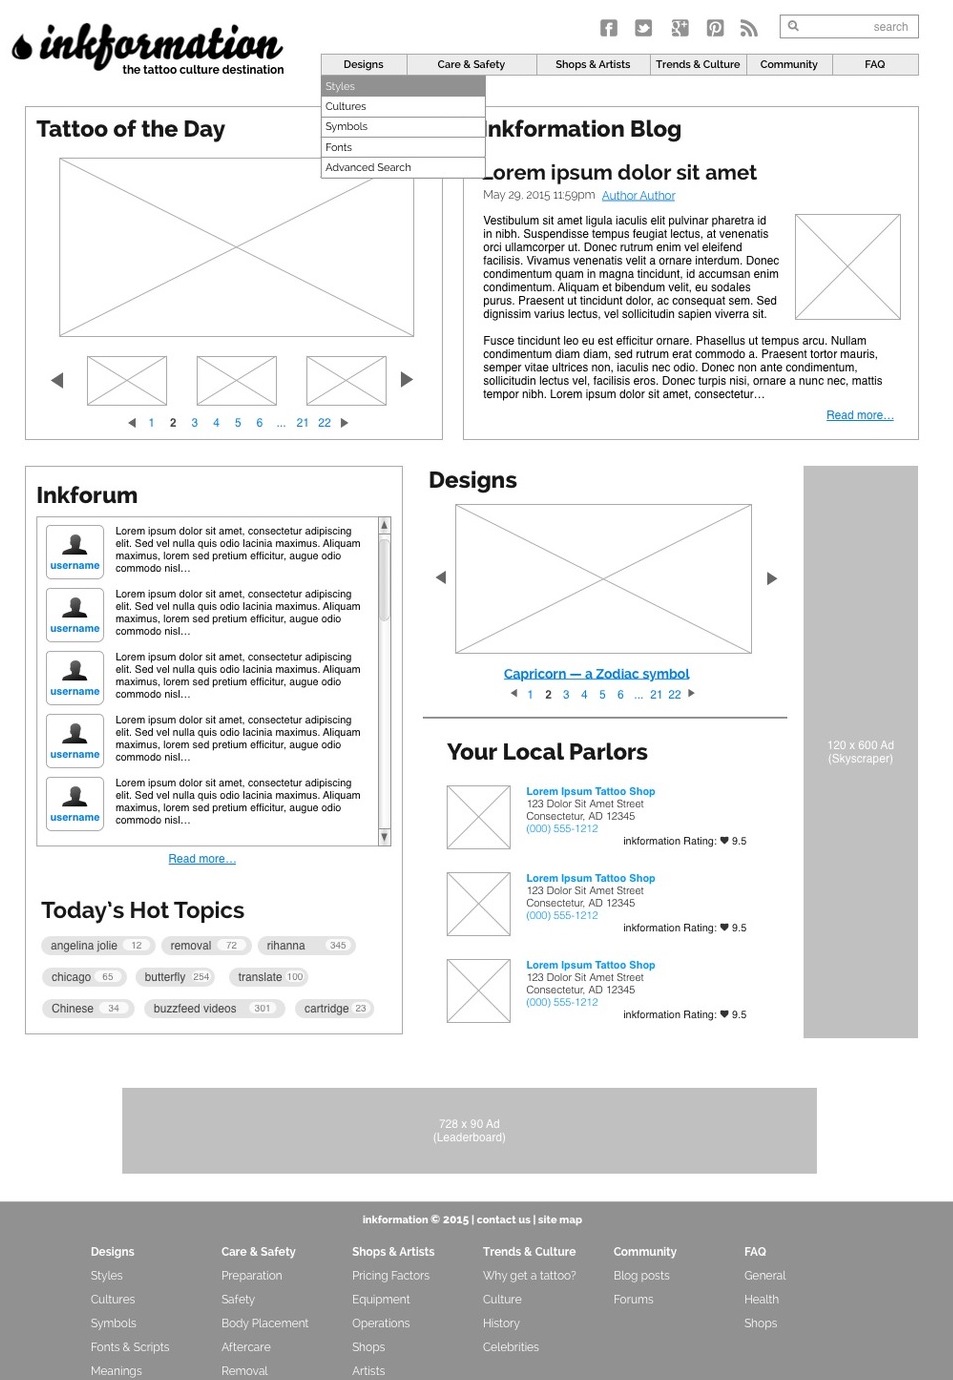 inkformation
the tattoo culture destination
search
Designs Care & Safety Shops & Artists Trends & Culture Community FAQ
Styles
Cultures
Symbols
Fonts
Advanced Search
Tattoo of the Day
1 2 3 4 5 6 ... 21 22
Inkformation Blog
Lorem ipsum dolor sit amet
May 29, 2015 11:59pm Author Author
Vestibulum sit amet ligula iaculis elit pulvinar pharetra id
in nibh. Suspendisse tempus feugiat lectus, at venenatis
orci ullamcorper ut. Donec rutrum enim vel eleifend
facilisis. Vivamus venenatis velit a ornare interdum. Donec
condimentum quam in magna tincidunt, id accumsan enim
condimentum. Aliquam et bibendum velit, eu sodales
purus. Praesent ut tincidunt dolor, ac consequat sem. Sed
dignissim varius lectus, vel sollicitudin sapien viverra sit.
Fusce tincidunt leo eu est efficitur ornare. Phasellus ut tempus arcu. Nullam
condimentum diam diam, sed rutrum erat commodo a. Praesent tortor mauris,
semper vitae ultrices non, iaculis nec odio. Donec non ante condimentum,
sollicitudin lectus vel, facilisis eros. Donec turpis nisi, ornare a nunc nec, mattis
tempor nibh. Lorem ipsum dolor sit amet, consectetur…
Read more…
Inkforum
username
Lorem ipsum dolor sit amet, consectetur adipiscing
elit. Sed vel nulla quis odio lacinia maximus. Aliquam
maximus, lorem sed pretium efficitur, augue odio
commodo nisl…
username
Lorem ipsum dolor sit amet, consectetur adipiscing
elit. Sed vel nulla quis odio lacinia maximus. Aliquam
maximus, lorem sed pretium efficitur, augue odio
commodo nisl…
username
Lorem ipsum dolor sit amet, consectetur adipiscing
elit. Sed vel nulla quis odio lacinia maximus. Aliquam
maximus, lorem sed pretium efficitur, augue odio
commodo nisl…
username
Lorem ipsum dolor sit amet, consectetur adipiscing
elit. Sed vel nulla quis odio lacinia maximus. Aliquam
maximus, lorem sed pretium efficitur, augue odio
commodo nisl…
username
Lorem ipsum dolor sit amet, consectetur adipiscing
elit. Sed vel nulla quis odio lacinia maximus. Aliquam
maximus, lorem sed pretium efficitur, augue odio
commodo nisl…
Read more…
Today's Hot Topics
angelina jolie 12 removal 72 rihanna 345
chicago 65 butterfly 254 translate 100
Chinese 34 buzzfeed videos 301 cartridge 23
Designs
Capricorn — a Zodiac symbol
1 2 3 4 5 6 ... 21 22
Your Local Parlors
Lorem Ipsum Tattoo Shop
123 Dolor Sit Amet Street
Consectetur, AD 12345
(000) 555-1212
inkformation Rating: ♥ 9.5
Lorem Ipsum Tattoo Shop
123 Dolor Sit Amet Street
Consectetur, AD 12345
(000) 555-1212
inkformation Rating: ♥ 9.5
Lorem Ipsum Tattoo Shop
123 Dolor Sit Amet Street
Consectetur, AD 12345
(000) 555-1212
inkformation Rating: ♥ 9.5
120 x 600 Ad
(Skyscraper)
728 x 90 Ad
(Leaderboard)
inkformation © 2015 | contact us | site map
Designs Care & Safety Shops & Artists Trends & Culture Community FAQ
Styles Preparation Pricing Factors Why get a tattoo? Blog posts General
Cultures Safety Equipment Culture Forums Health
Symbols Body Placement Operations History Shops
Fonts & Scripts Aftercare Shops Celebrities
Meanings Removal Artists